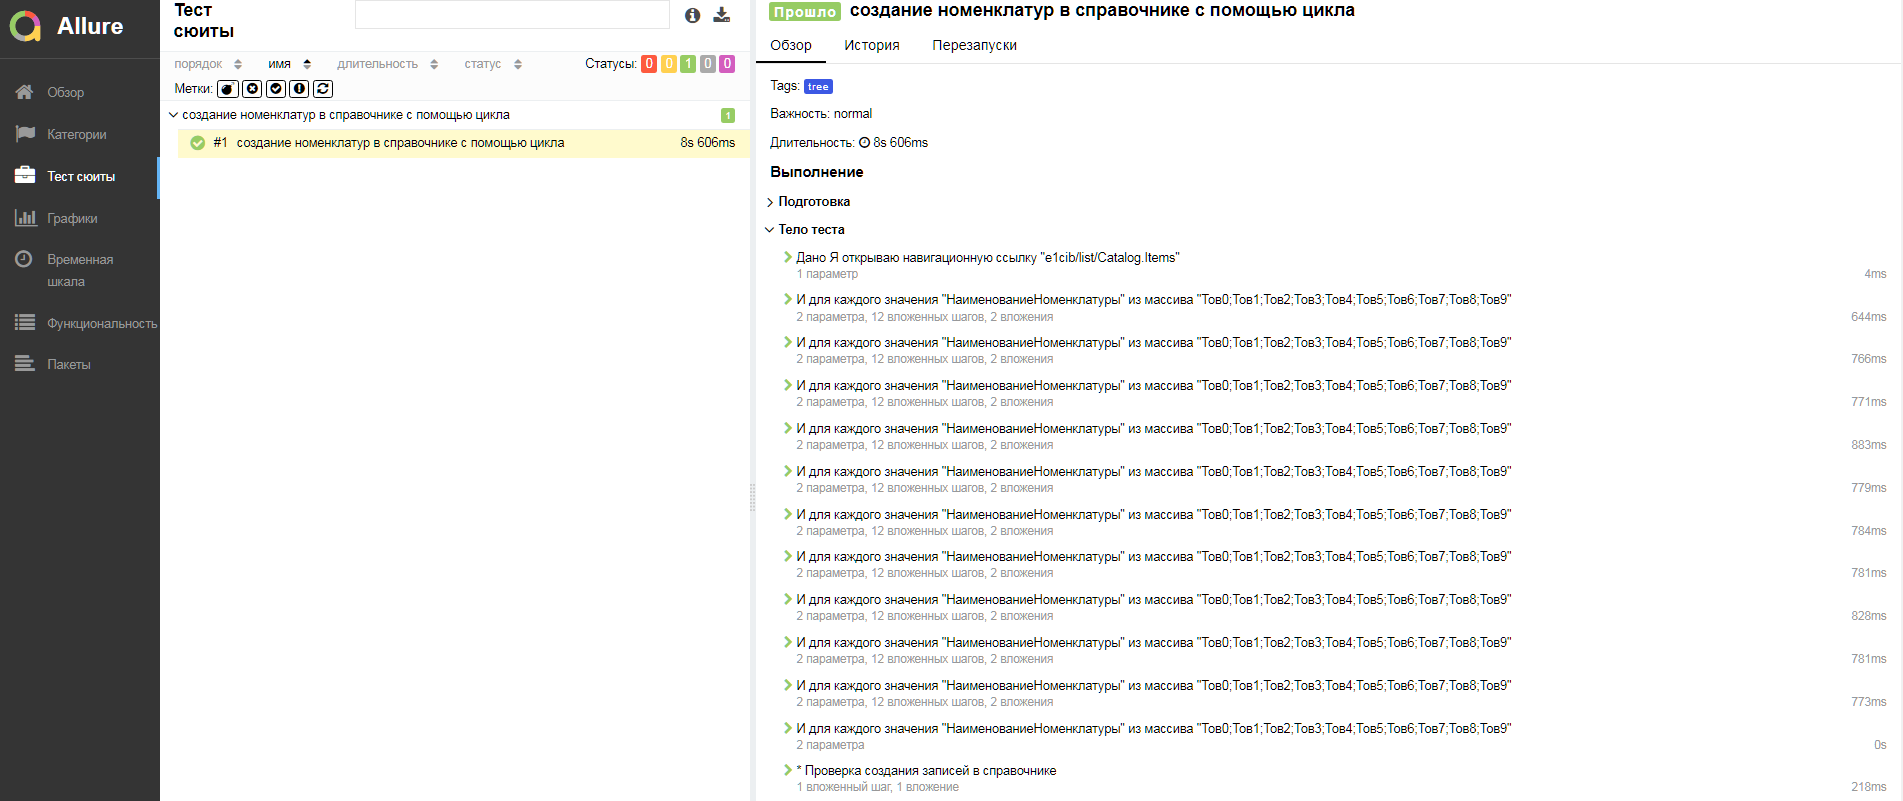 Allure
Обзор
Категории
Тест сюиты
Графики
Временная
шкала
Функциональность
Пакеты
Тест
сюиты
порядок имя длительность статус Статусы: 0 0 1 0 0
Метки:
создание номенклатур в справочнике с помощью цикла 1
#1 создание номенклатур в справочнике с помощью цикла 8s 606ms
Прошло создание номенклатур в справочнике с помощью цикла
Обзор История Перезапуски
Tags: tree
Важность: normal
Длительность: 8s 606ms
Выполнение
Подготовка
Тело теста
Дано Я открываю навигационную ссылку "e1cib/list/Catalog.Items"
1 параметр 4ms
И для каждого значения "НаименованиеНоменклатуры" из массива "Тов0;Тов1;Тов2;Тов3;Тов4;Тов5;Тов6;Тов7;Тов8;Тов9"
2 параметра, 12 вложенных шагов, 2 вложения 644ms
И для каждого значения "НаименованиеНоменклатуры" из массива "Тов0;Тов1;Тов2;Тов3;Тов4;Тов5;Тов6;Тов7;Тов8;Тов9"
2 параметра, 12 вложенных шагов, 2 вложения 766ms
И для каждого значения "НаименованиеНоменклатуры" из массива "Тов0;Тов1;Тов2;Тов3;Тов4;Тов5;Тов6;Тов7;Тов8;Тов9"
2 параметра, 12 вложенных шагов, 2 вложения 771ms
И для каждого значения "НаименованиеНоменклатуры" из массива "Тов0;Тов1;Тов2;Тов3;Тов4;Тов5;Тов6;Тов7;Тов8;Тов9"
2 параметра, 12 вложенных шагов, 2 вложения 883ms
И для каждого значения "НаименованиеНоменклатуры" из массива "Тов0;Тов1;Тов2;Тов3;Тов4;Тов5;Тов6;Тов7;Тов8;Тов9"
2 параметра, 12 вложенных шагов, 2 вложения 779ms
И для каждого значения "НаименованиеНоменклатуры" из массива "Тов0;Тов1;Тов2;Тов3;Тов4;Тов5;Тов6;Тов7;Тов8;Тов9"
2 параметра, 12 вложенных шагов, 2 вложения 784ms
И для каждого значения "НаименованиеНоменклатуры" из массива "Тов0;Тов1;Тов2;Тов3;Тов4;Тов5;Тов6;Тов7;Тов8;Тов9"
2 параметра, 12 вложенных шагов, 2 вложения 781ms
И для каждого значения "НаименованиеНоменклатуры" из массива "Тов0;Тов1;Тов2;Тов3;Тов4;Тов5;Тов6;Тов7;Тов8;Тов9"
2 параметра, 12 вложенных шагов, 2 вложения 828ms
И для каждого значения "НаименованиеНоменклатуры" из массива "Тов0;Тов1;Тов2;Тов3;Тов4;Тов5;Тов6;Тов7;Тов8;Тов9"
2 параметра, 12 вложенных шагов, 2 вложения 781ms
И для каждого значения "НаименованиеНоменклатуры" из массива "Тов0;Тов1;Тов2;Тов3;Тов4;Тов5;Тов6;Тов7;Тов8;Тов9"
2 параметра, 12 вложенных шагов, 2 вложения 773ms
И для каждого значения "НаименованиеНоменклатуры" из массива "Тов0;Тов1;Тов2;Тов3;Тов4;Тов5;Тов6;Тов7;Тов8;Тов9"
2 параметра 0s
* Проверка создания записей в справочнике
1 вложенный шаг, 1 вложение 218ms